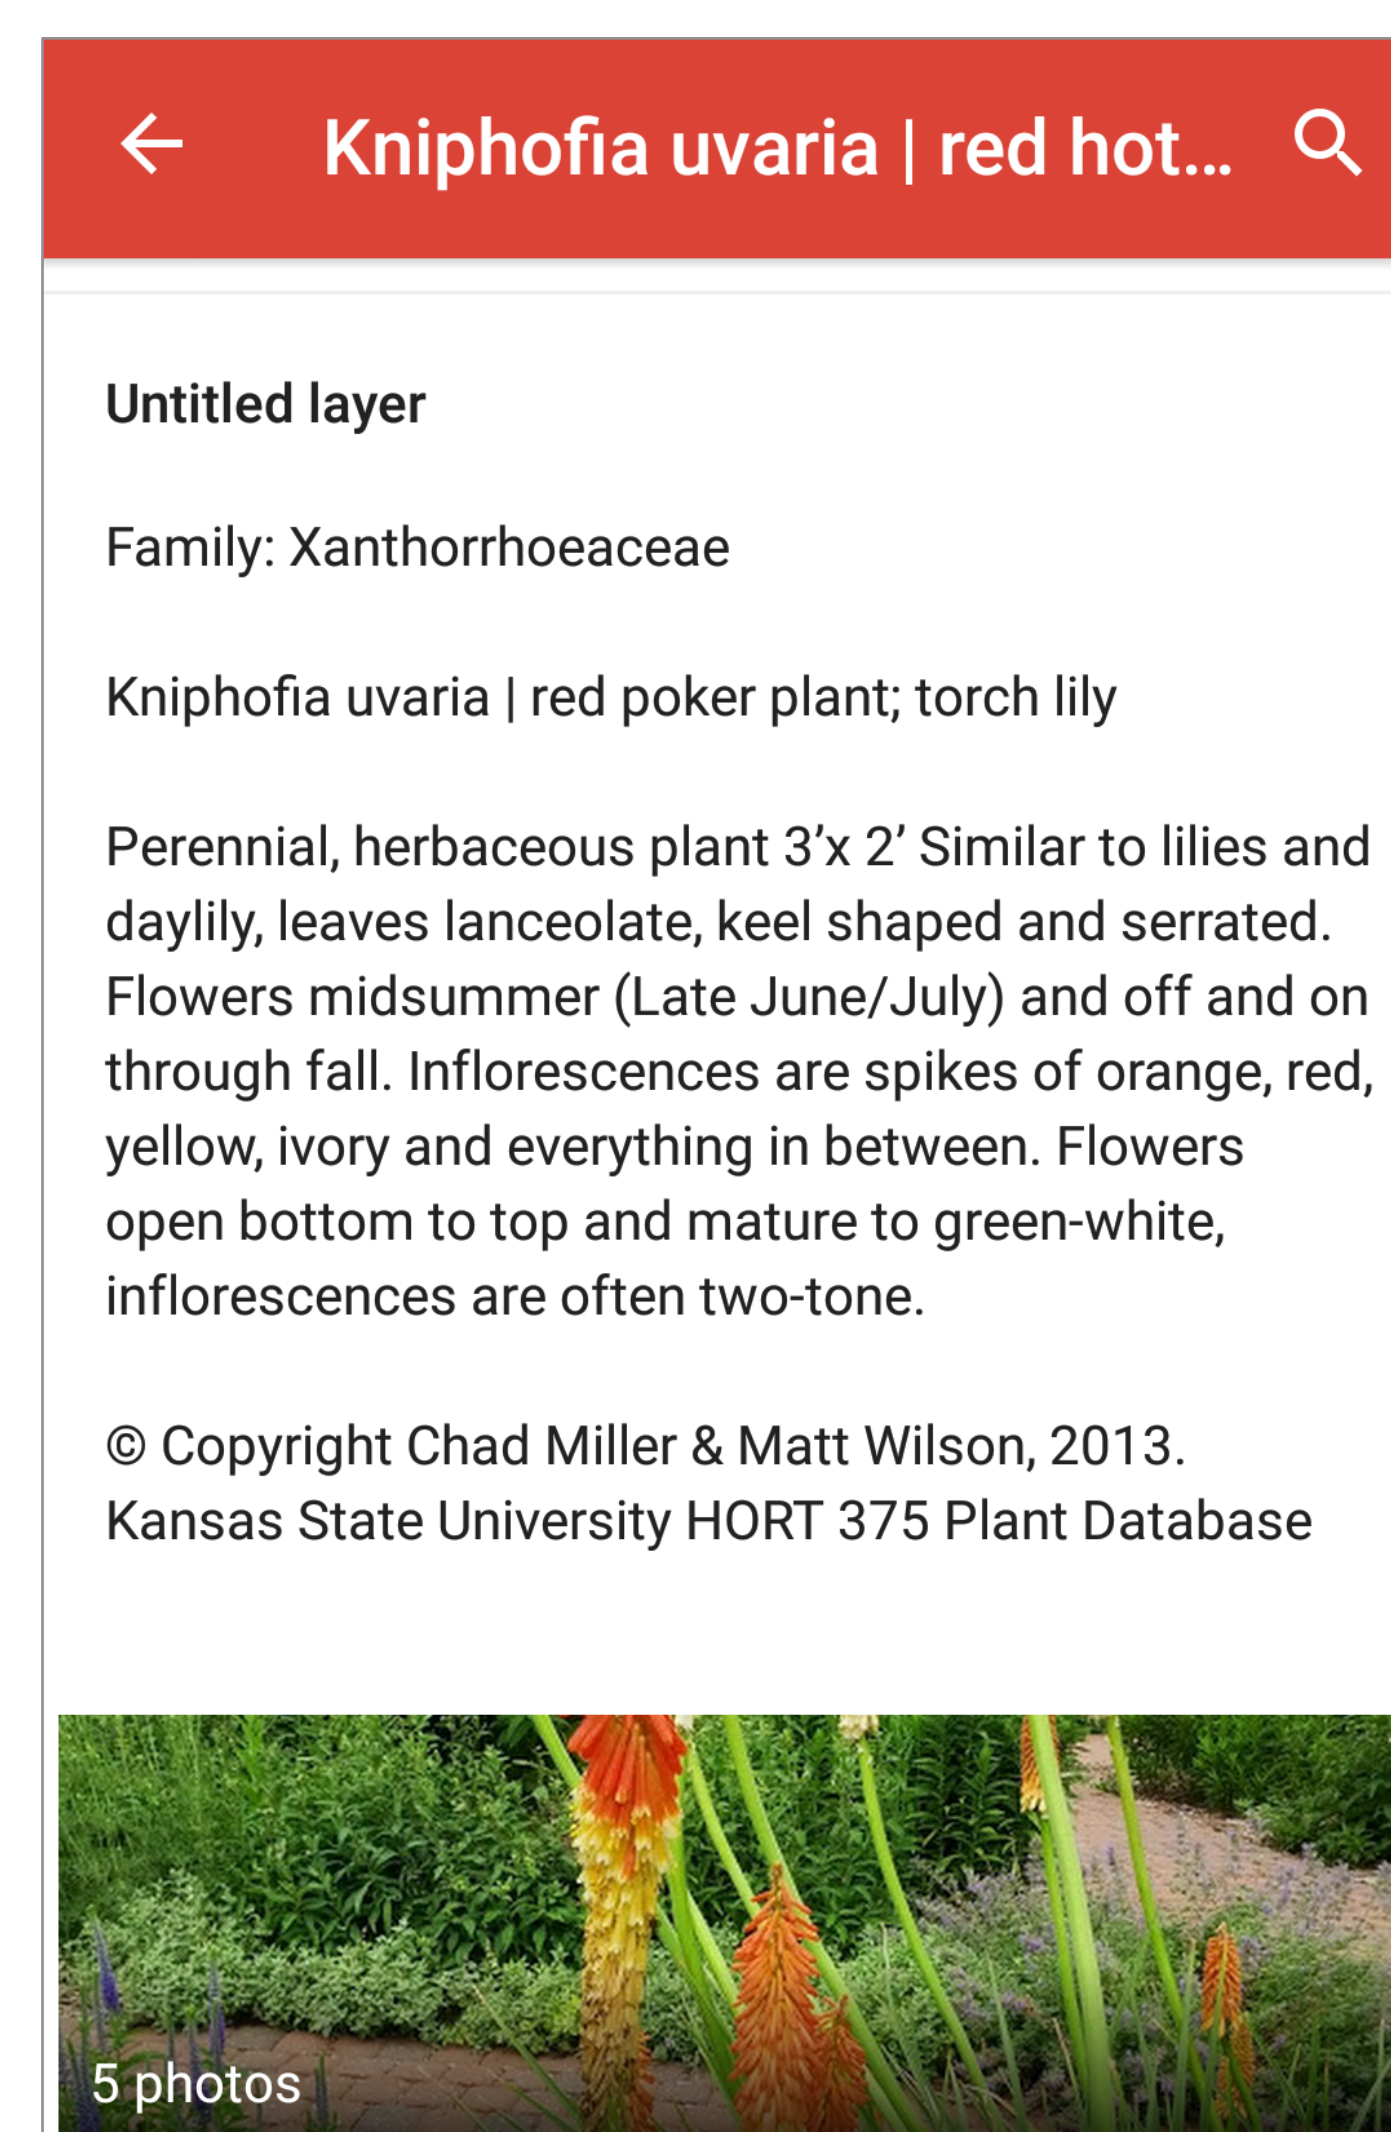 Kniphofia uvaria | red hot...
Untitled layer
Family: Xanthorrhoeaceae
Kniphofia uvaria | red poker plant; torch lily
Perennial, herbaceous plant 3’x 2’ Similar to lilies and
daylily, leaves lanceolate, keel shaped and serrated.
Flowers midsummer (Late June/July) and off and on
through fall. Inflorescences are spikes of orange, red,
yellow, ivory and everything in between. Flowers
open bottom to top and mature to green-white,
inflorescences are often two-tone.
© Copyright Chad Miller & Matt Wilson, 2013.
Kansas State University HORT 375 Plant Database
5 photos